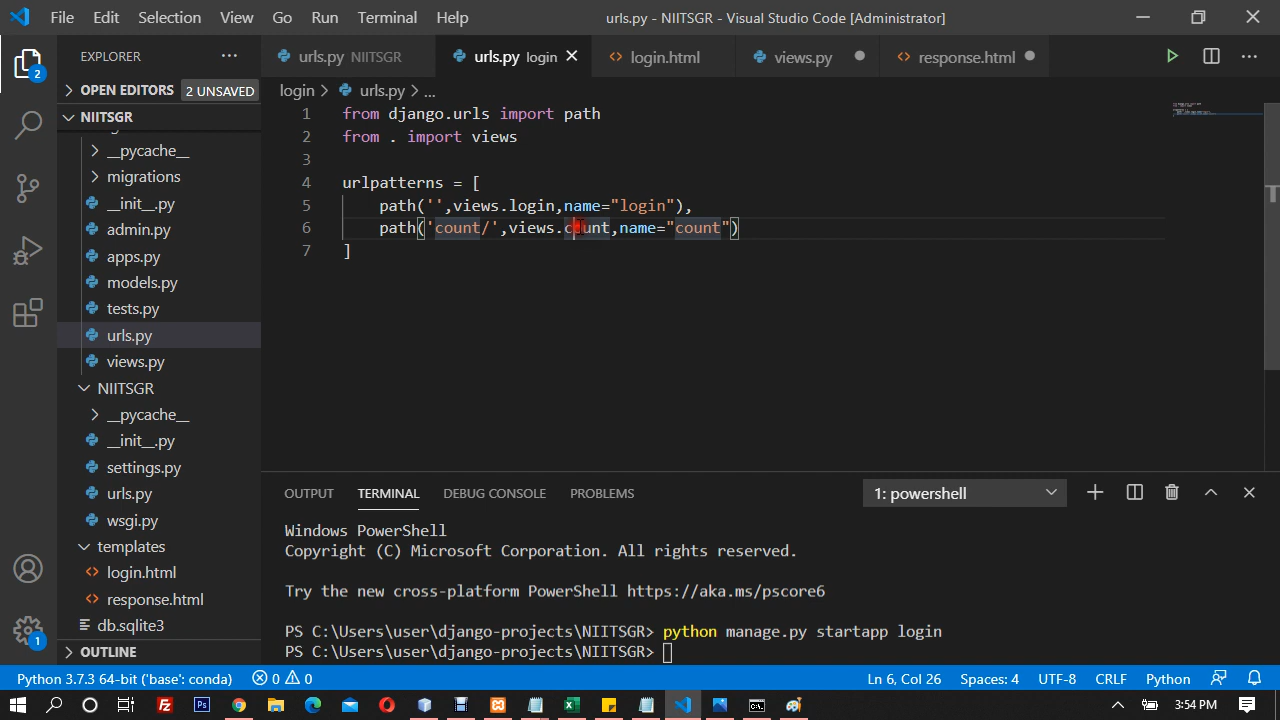 File Edit Selection View Go Run Terminal Help urls.py - NIITSGR - Visual Studio Code [Administrator]
EXPLORER ...
urls.py NIITSGR urls.py login login.html views.py response.html
OPEN EDITORS 2 UNSAVED
login > urls.py > ...
NIITSGR
__pycache__
migrations
__init__.py
admin.py
apps.py
models.py
tests.py
urls.py
views.py
NIITSGR
__pycache__
__init__.py
settings.py
urls.py
wsgi.py
templates
login.html
response.html
db.sqlite3
OUTLINE
2
1
1 from django.urls import path
2 from . import views
3
4 urlpatterns = [
5 path('',views.login,name="login"),
6 path('count/',views.count,name="count")
7 ]
OUTPUT TERMINAL DEBUG CONSOLE PROBLEMS 1: powershell
Windows PowerShell
Copyright (C) Microsoft Corporation. All rights reserved.
Try the new cross-platform PowerShell https://aka.ms/pscore6
PS C:\Users\user\django-projects\NIITSGR> python manage.py startapp login
PS C:\Users\user\django-projects\NIITSGR>
Python 3.7.3 64-bit ('base': conda) 0 0 Ln 6, Col 26 Spaces: 4 UTF-8 CRLF Python
3:54 PM